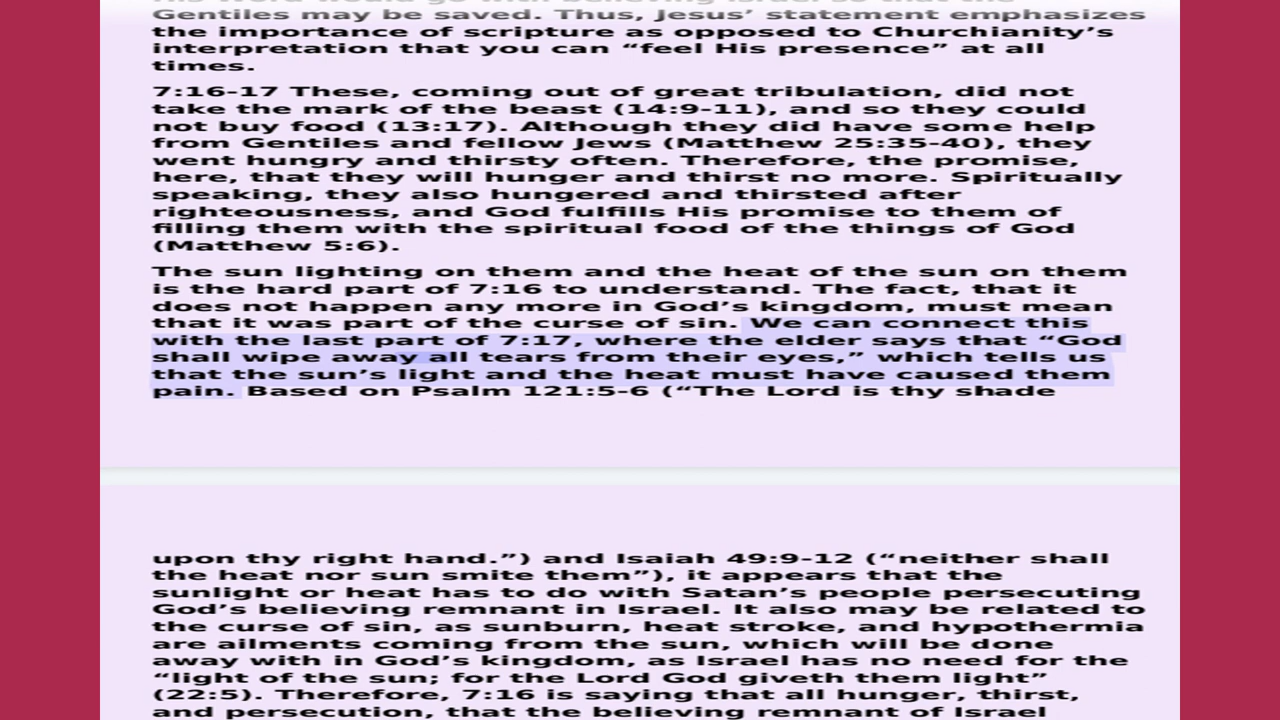 Gentiles may be saved. Thus, Jesus’ statement emphasizes
the importance of scripture as opposed to Churchianity’s
interpretation that you can “feel His presence” at all
times.
7:16-17 These, coming out of great tribulation, did not
take the mark of the beast (14:9-11), and so they could
not buy food (13:17). Although they did have some help
from Gentiles and fellow Jews (Matthew 25:35-40), they
went hungry and thirsty often. Therefore, the promise,
here, that they will hunger and thirst no more. Spiritually
speaking, they also hungered and thirsted after
righteousness, and God fulfills His promise to them of
filling them with the spiritual food of the things of God
(Matthew 5:6).
The sun lighting on them and the heat of the sun on them
is the hard part of 7:16 to understand. The fact, that it
does not happen any more in God’s kingdom, must mean
that it was part of the curse of sin. We can connect this
with the last part of 7:17, where the elder says that “God
shall wipe away all tears from their eyes,” which tells us
that the sun’s light and the heat must have caused them
pain. Based on Psalm 121:5-6 (“The Lord is thy shade
upon thy right hand.”) and Isaiah 49:9-12 (“neither shall
the heat nor sun smite them”), it appears that the
sunlight or heat has to do with Satan’s people persecuting
God’s believing remnant in Israel. It also may be related to
the curse of sin, as sunburn, heat stroke, and hypothermia
are ailments coming from the sun, which will be done
away with in God’s kingdom, as Israel has no need for the
“light of the sun; for the Lord God giveth them light”
(22:5). Therefore, 7:16 is saying that all hunger, thirst,
and persecution, that the believing remnant of Israel